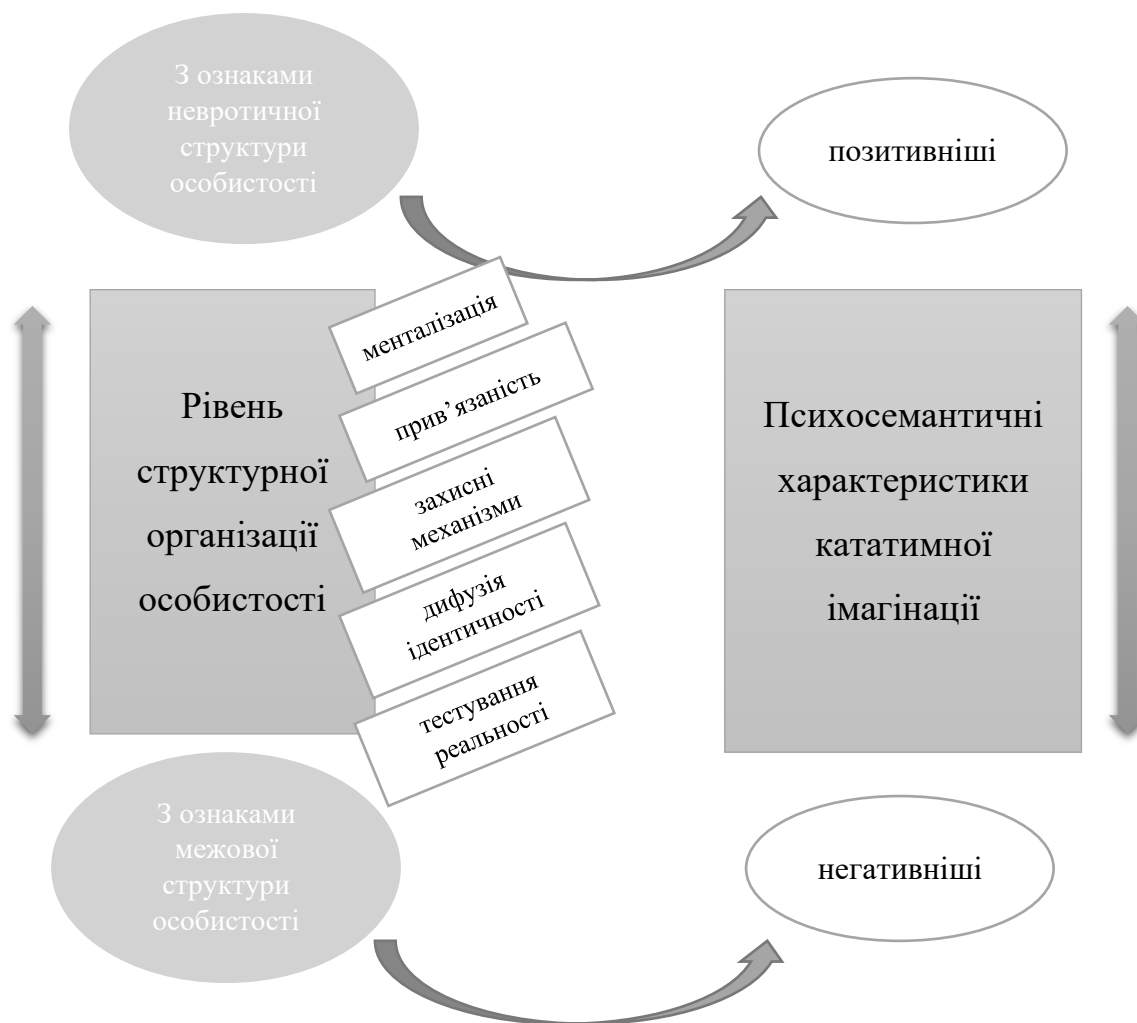 З ознаками
невротичної
структури
особистості
позитивніші
менталізація
прив’язаність
захисні
механізми
дифузія
ідентичності
тестування
реальності
Рівень
структурної
організації
особистості
Психосемантичні
характеристики
кататимної
імагінації
З ознаками
межової
структури
особистості
негативніші